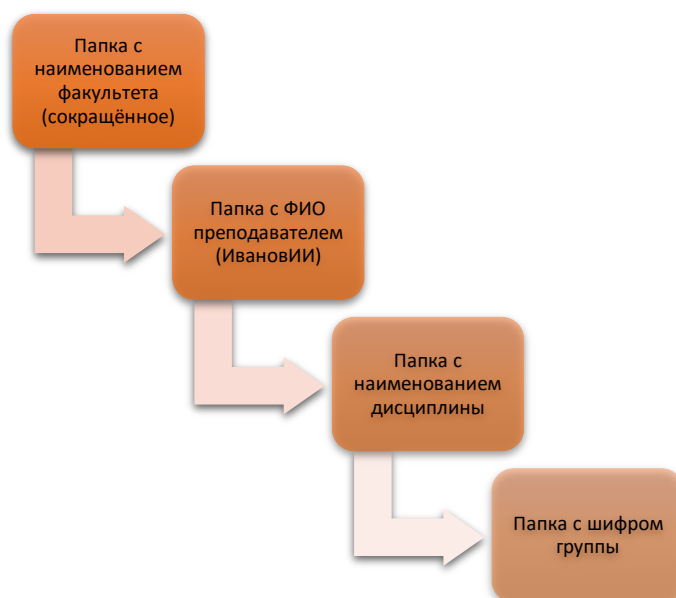 Папка с
наименованием
факультета
(сокращённое)
Папка с ФИО
преподавателем
(ИвановИИ)
Папка с
наименованием
дисциплины
Папка с шифром
группы